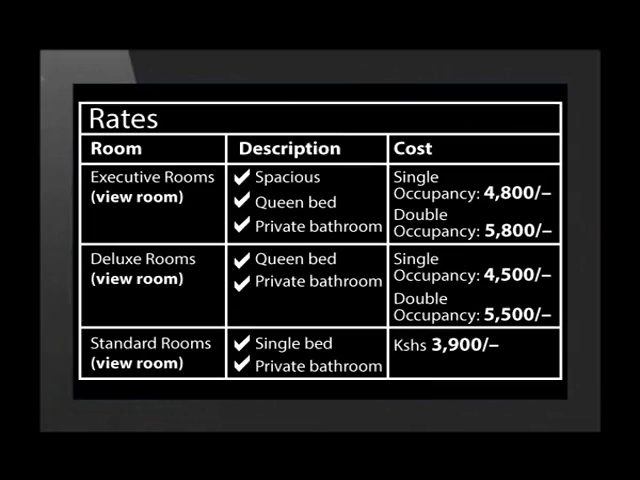 Rates
Room Description Cost
Executive Rooms
(view room)
Spacious
Queen bed
Private bathroom
Single
Occupancy: 4,800/–
Double
Occupancy: 5,800/–
Deluxe Rooms
(view room)
Queen bed
Private bathroom
Single
Occupancy: 4,500/–
Double
Occupancy: 5,500/–
Standard Rooms
(view room)
Single bed
Private bathroom
Kshs 3,900/–